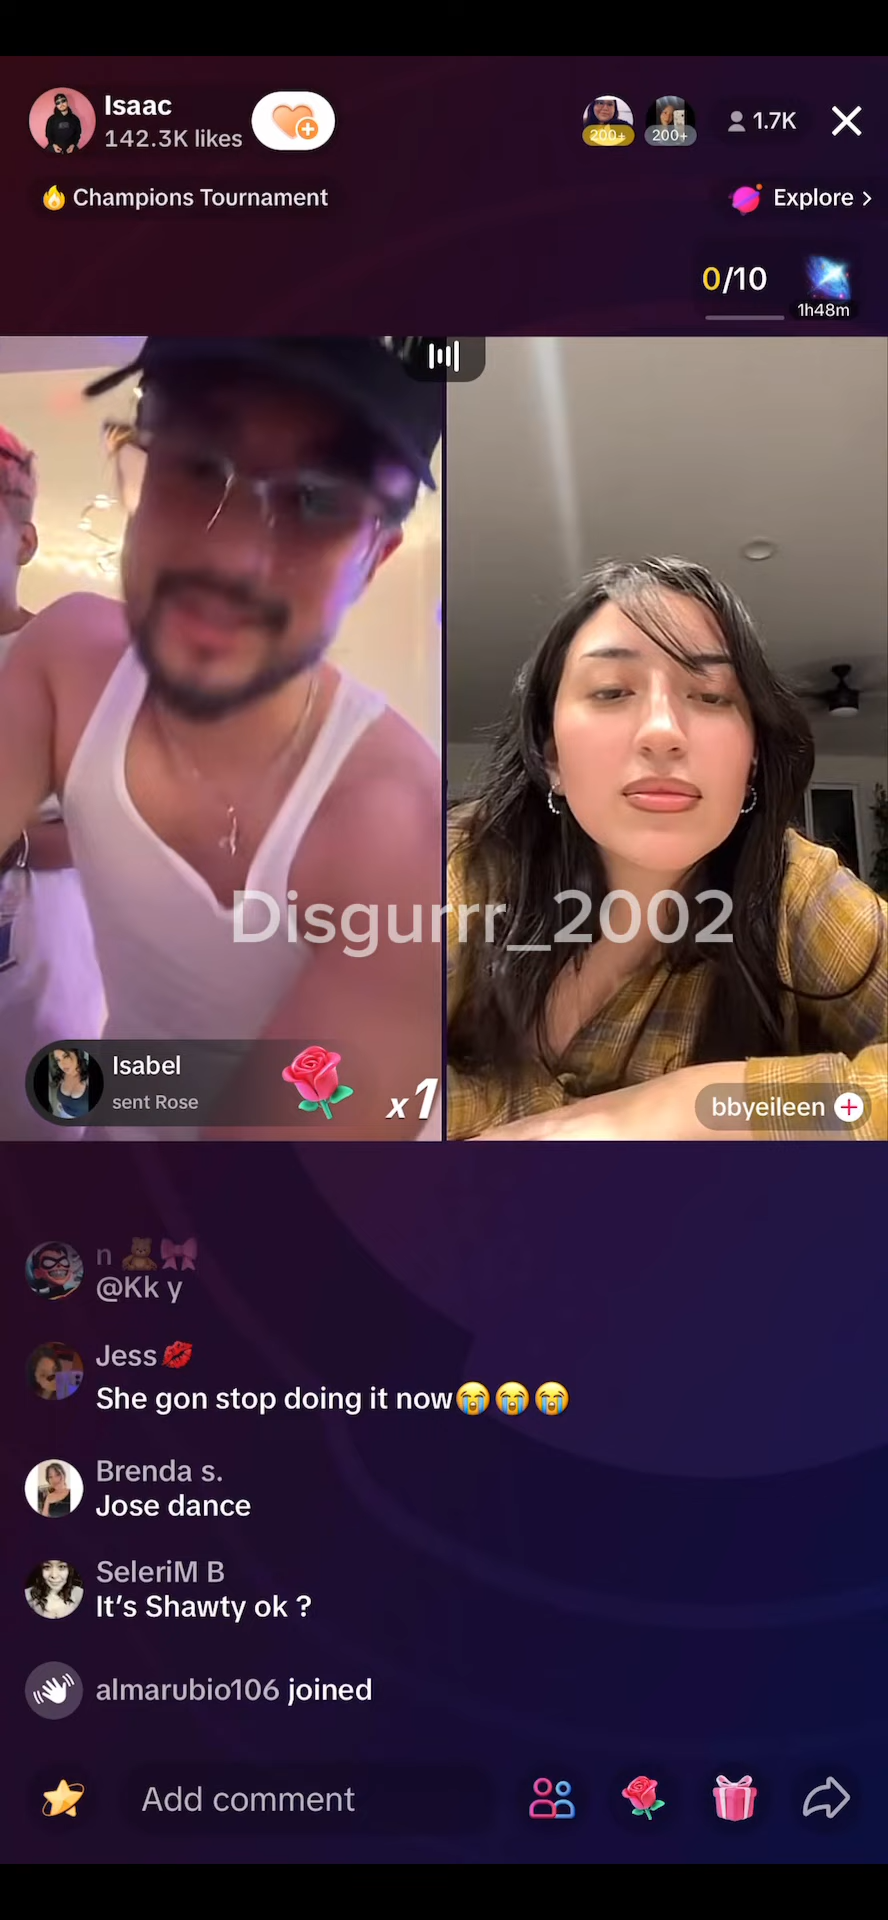 Isaac
142.3K likes
200+
200+
1.7K
Champions Tournament
Explore >
0/10
1h48m
Disgurrr_2002
Isabel
sent Rose
x1
bbyeileen
n 🧸🎀
@Kk y
Jess💋
She gon stop doing it now😭😭😭
Brenda s.
Jose dance
SeleriM B
It's Shawty ok ?
almarubio106 joined
Add comment